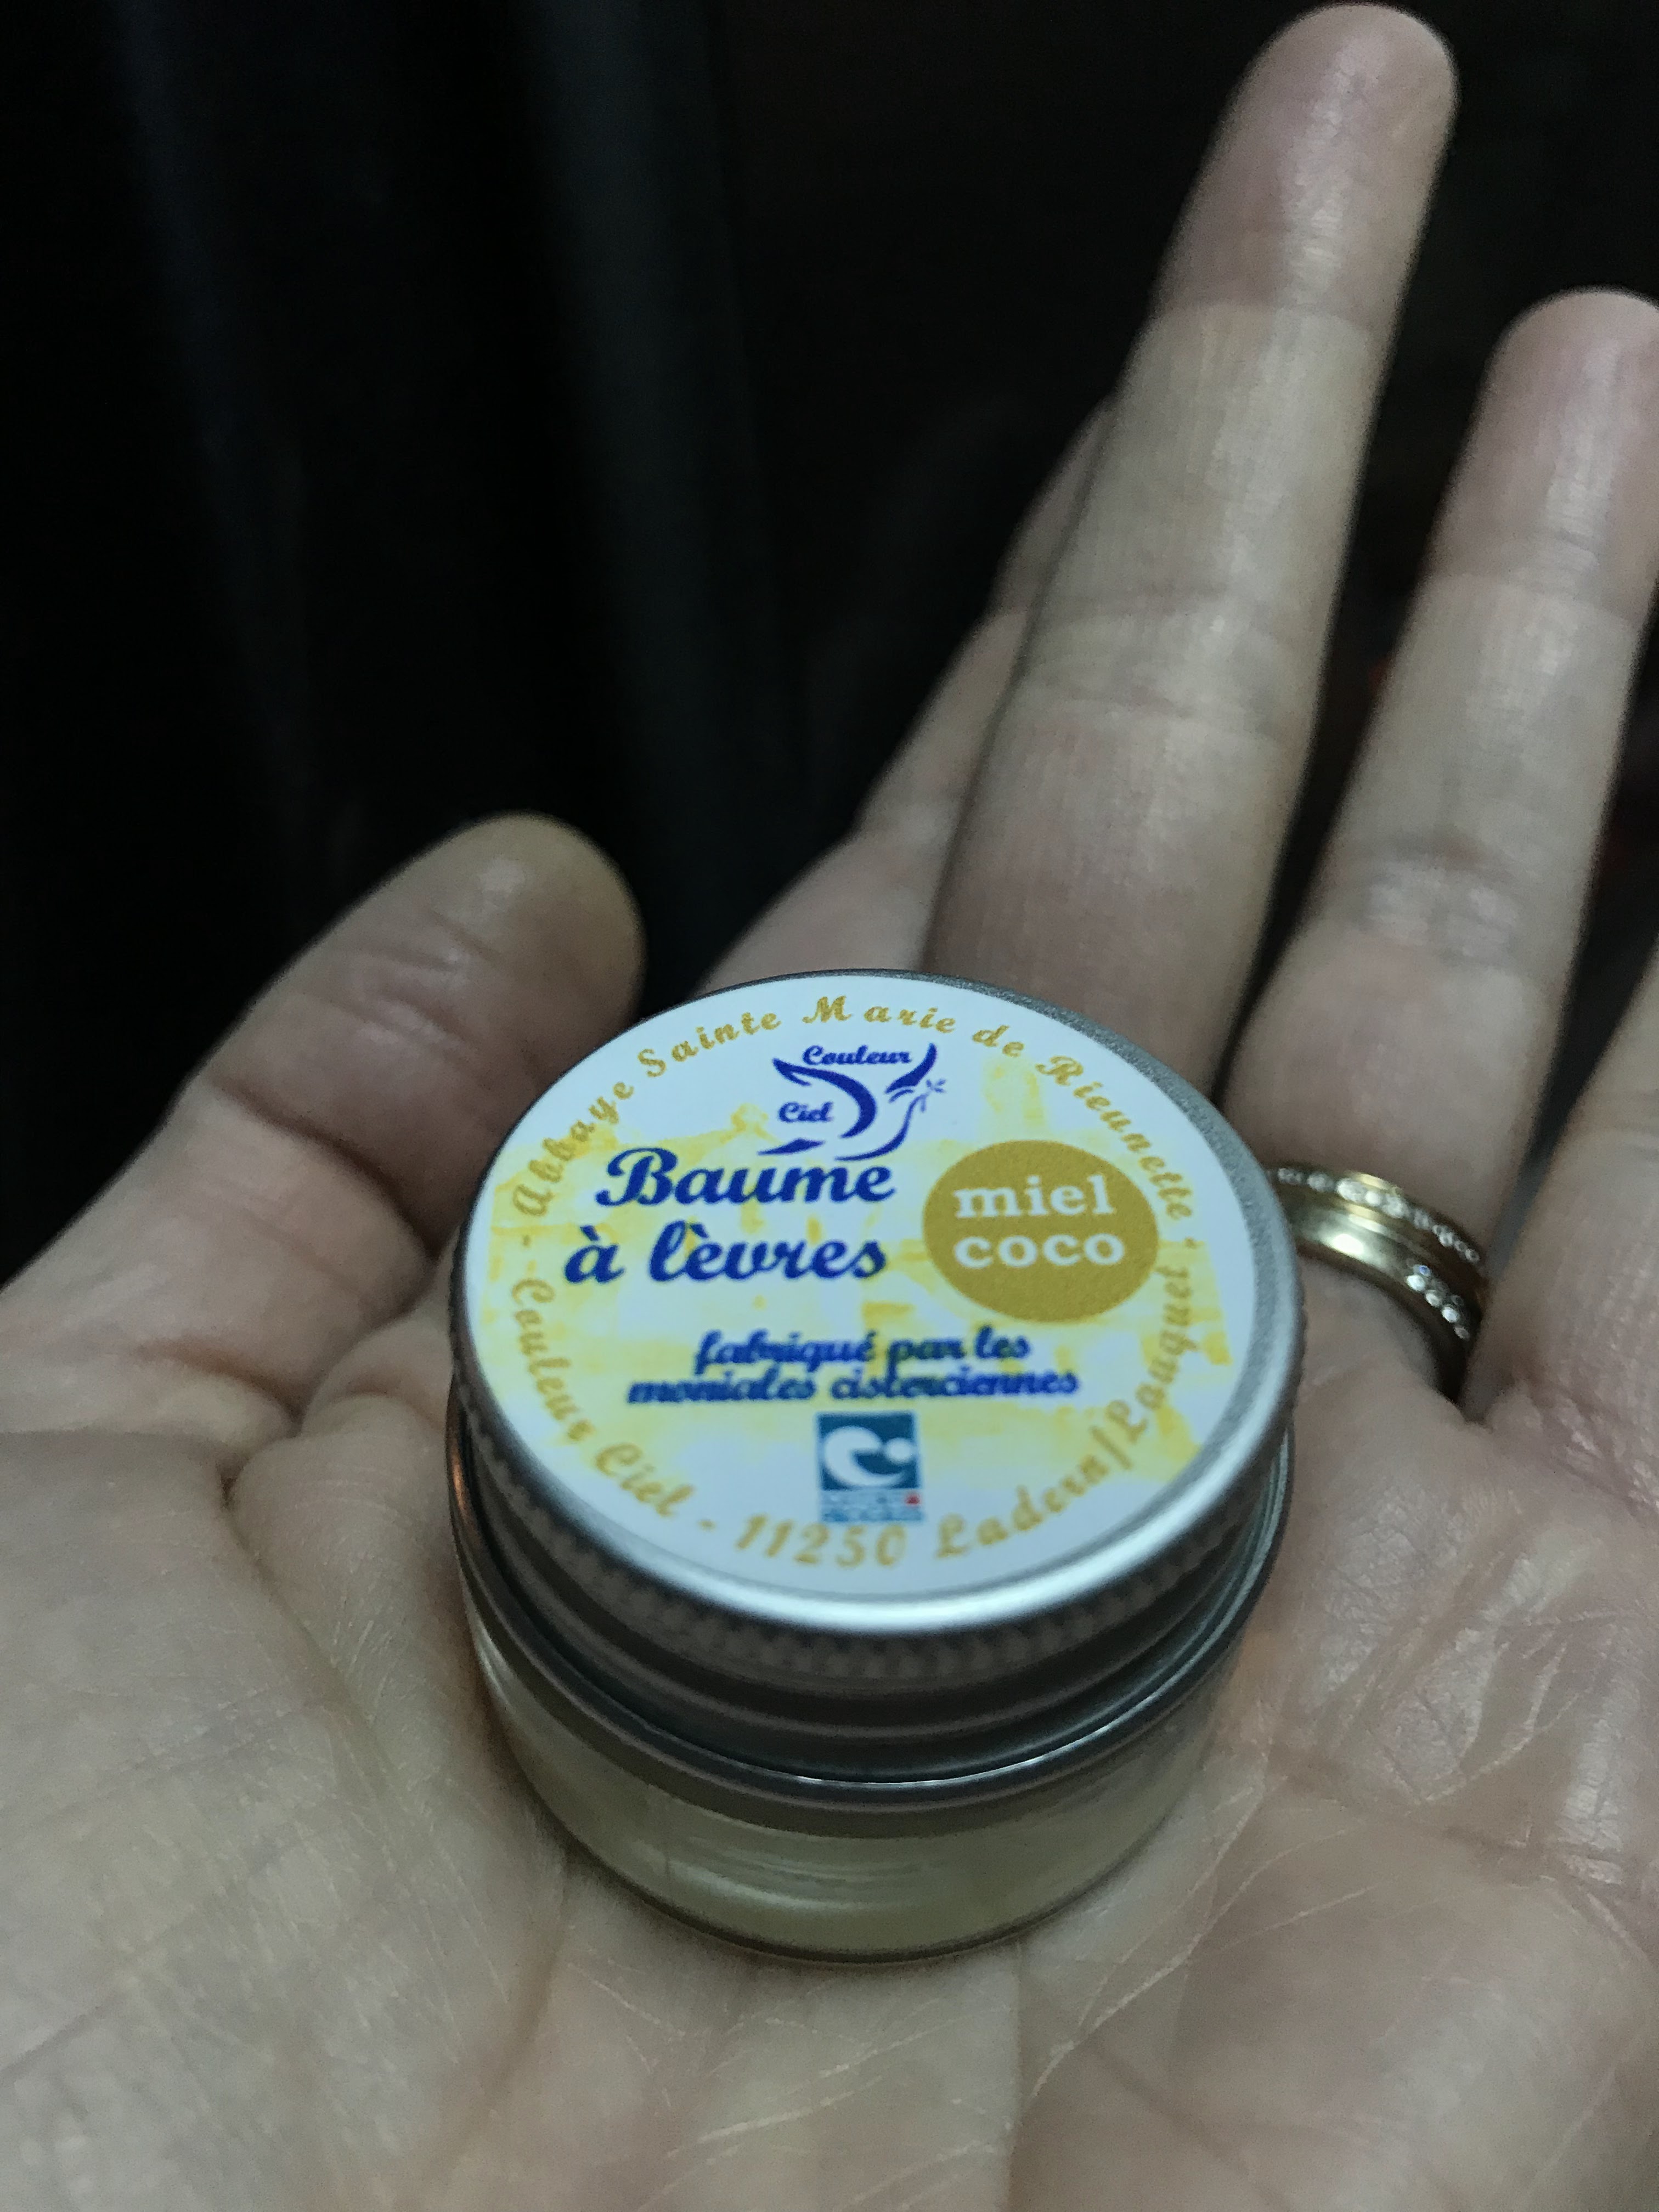 - Abbaye Sainte Marie de Rieunette -
Couleur
Ciel
Baume
à lèvres
miel
coco
fabriqué par les
moniales cisterciennes
Couleur Ciel - 11250 Ladern/Lauquet